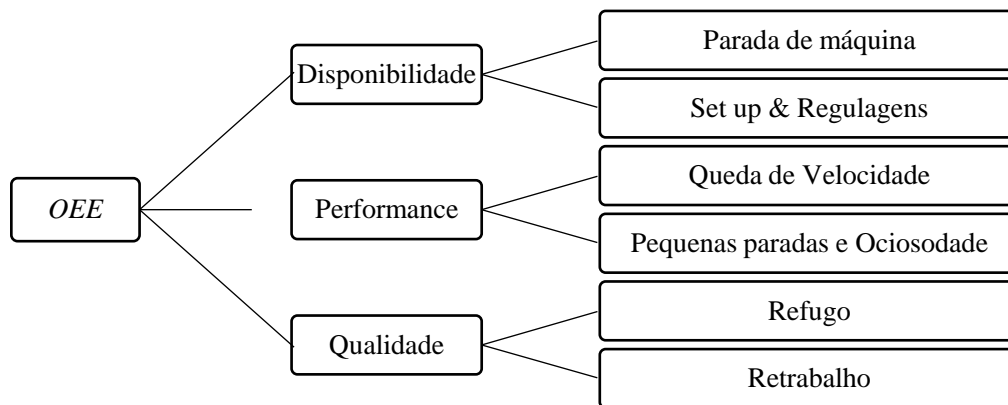 OEE
Disponibilidade
Parada de máquina
Set up & Regulagens
Performance
Queda de Velocidade
Pequenas paradas e Ociosodade
Qualidade
Refugo
Retrabalho